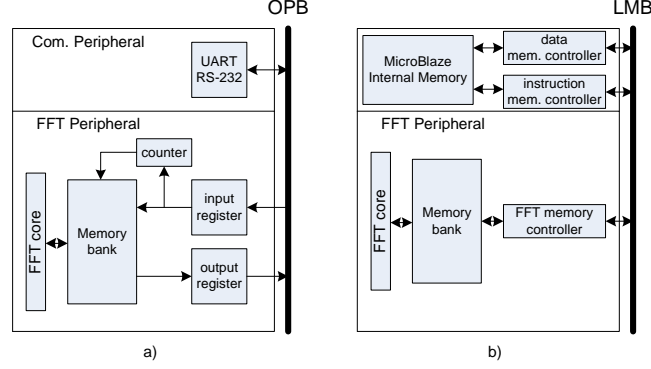 OPB
Com. Peripheral
UART
RS-232
FFT Peripheral
counter
FFT core
Memory
bank
input
register
output
register
a)
LMB
MicroBlaze
Internal Memory
data
mem. controller
instruction
mem. controller
FFT Peripheral
FFT core
Memory
bank
FFT memory
controller
b)